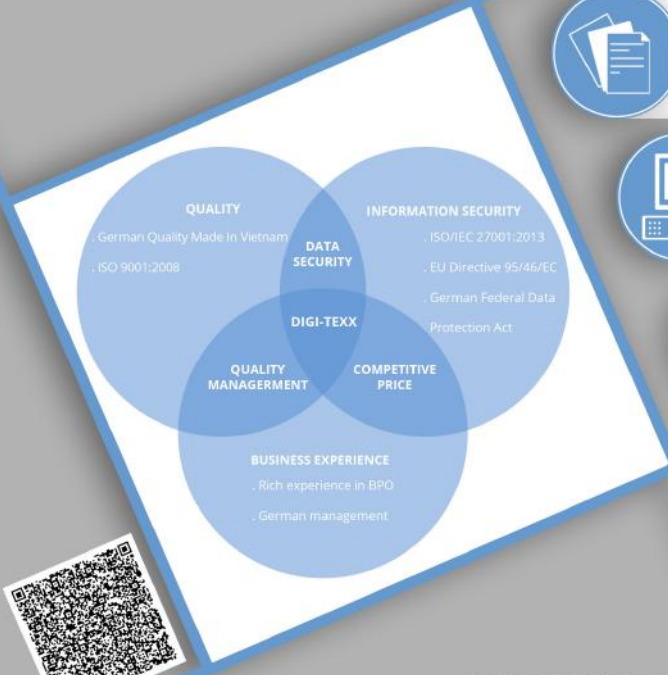 QUALITY
. German Quality Made In Vietnam
. ISO 9001:2008
INFORMATION SECURITY
. ISO/IEC 27001:2013
. EU Directive 95/46/EC
. German Federal Data
. Protection Act
DATA
SECURITY
DIGI-TEXX
QUALITY
MANAGERMENT
COMPETITIVE
PRICE
BUSINESS EXPERIENCE
. Rich experience in BPO
. German management